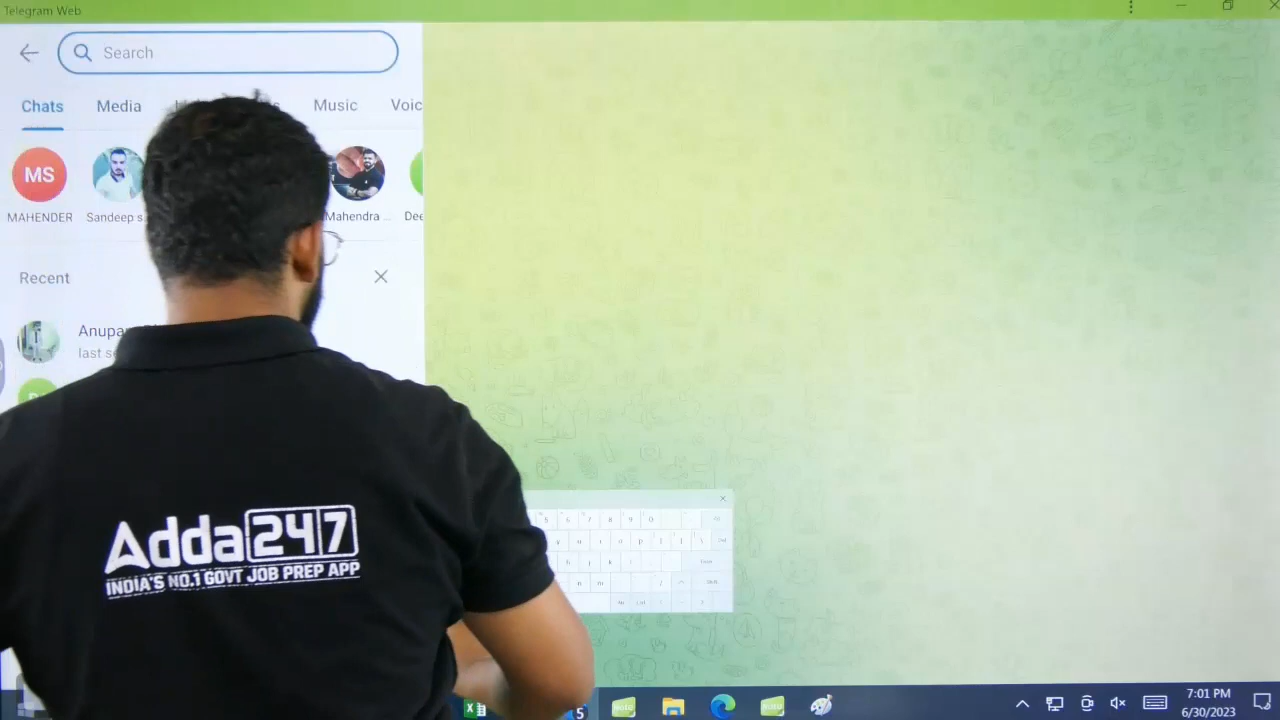 Telegram Web
Search
Chats Media Music Voic
MS
MAHENDER Sandeep s. Mahendra ... Dee
Recent
Anupa
last se
Adda247
INDIA'S NO.1 GOVT JOB PREP APP
7:01 PM
6/30/2023